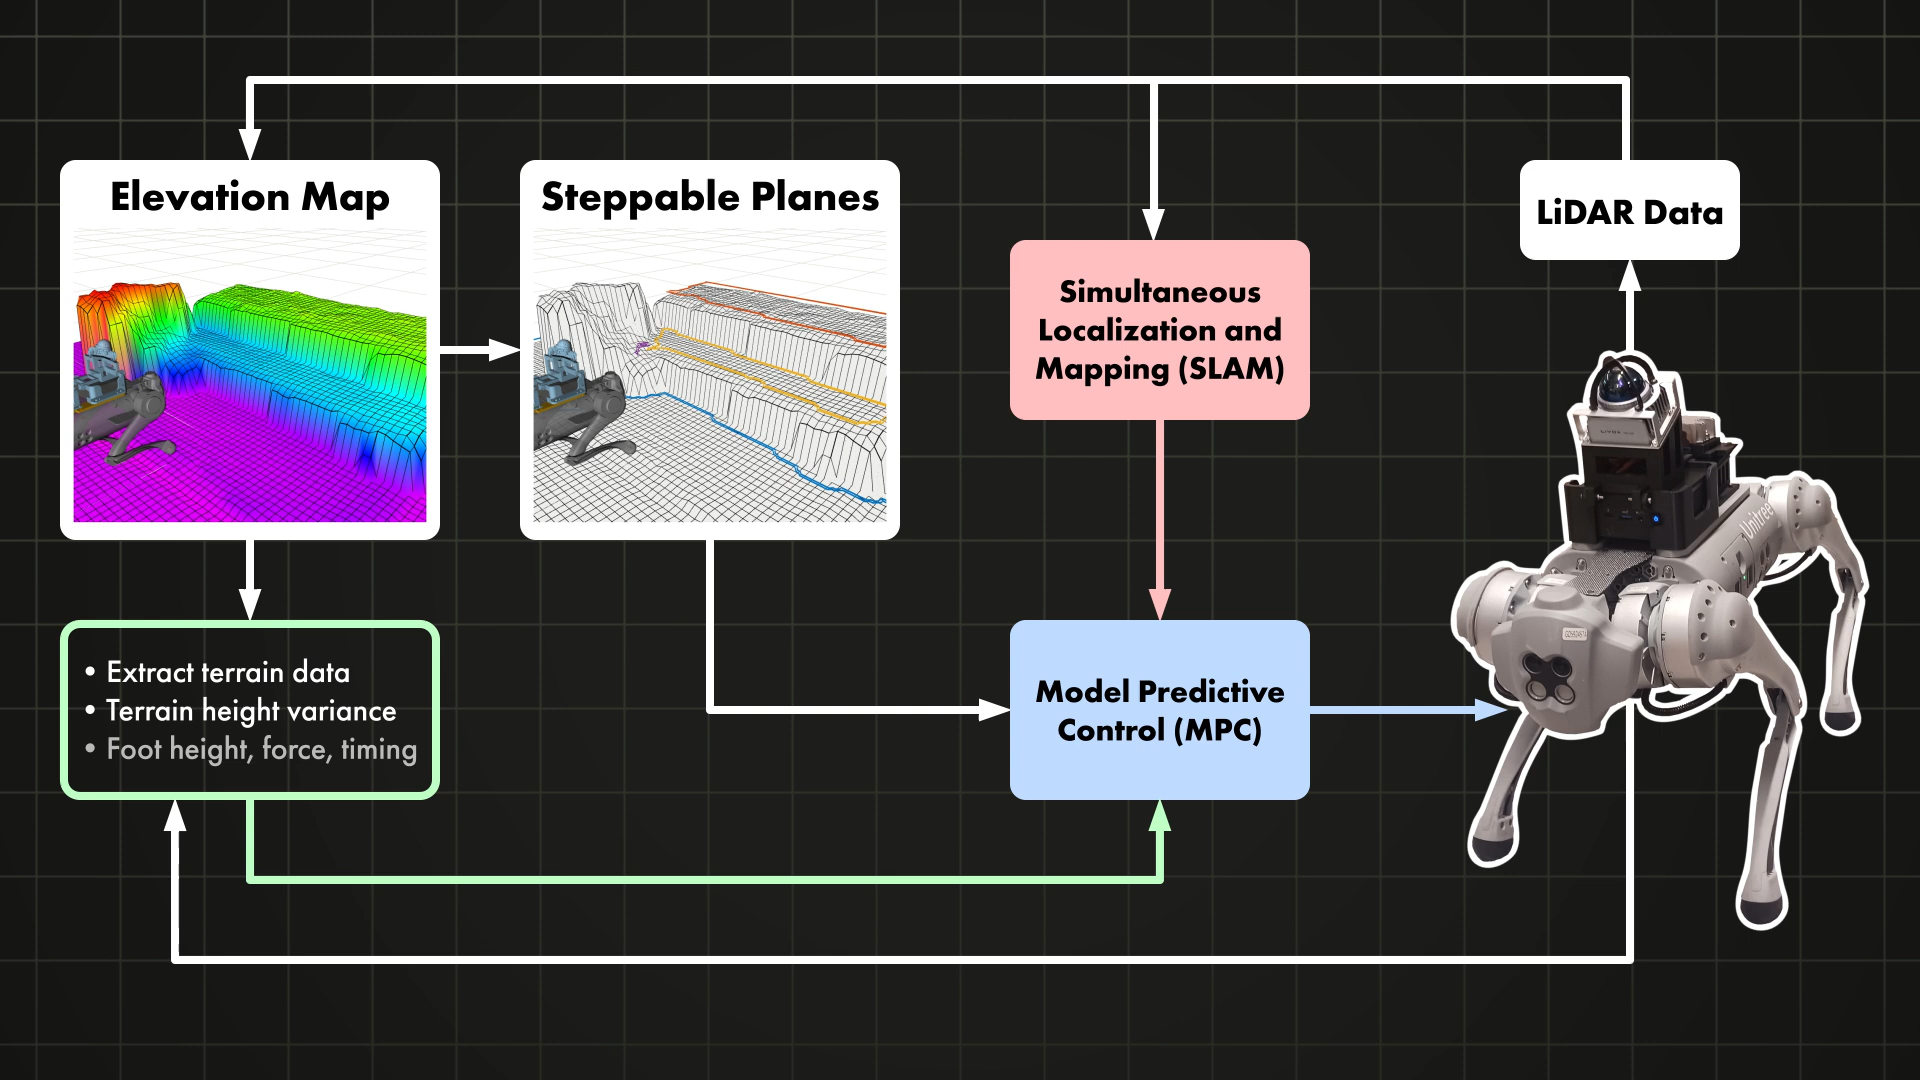 Elevation Map
Steppable Planes
LiDAR Data
Simultaneous
Localization and
Mapping (SLAM)
• Extract terrain data
• Terrain height variance
• Foot height, force, timing
Model Predictive
Control (MPC)
Unitree